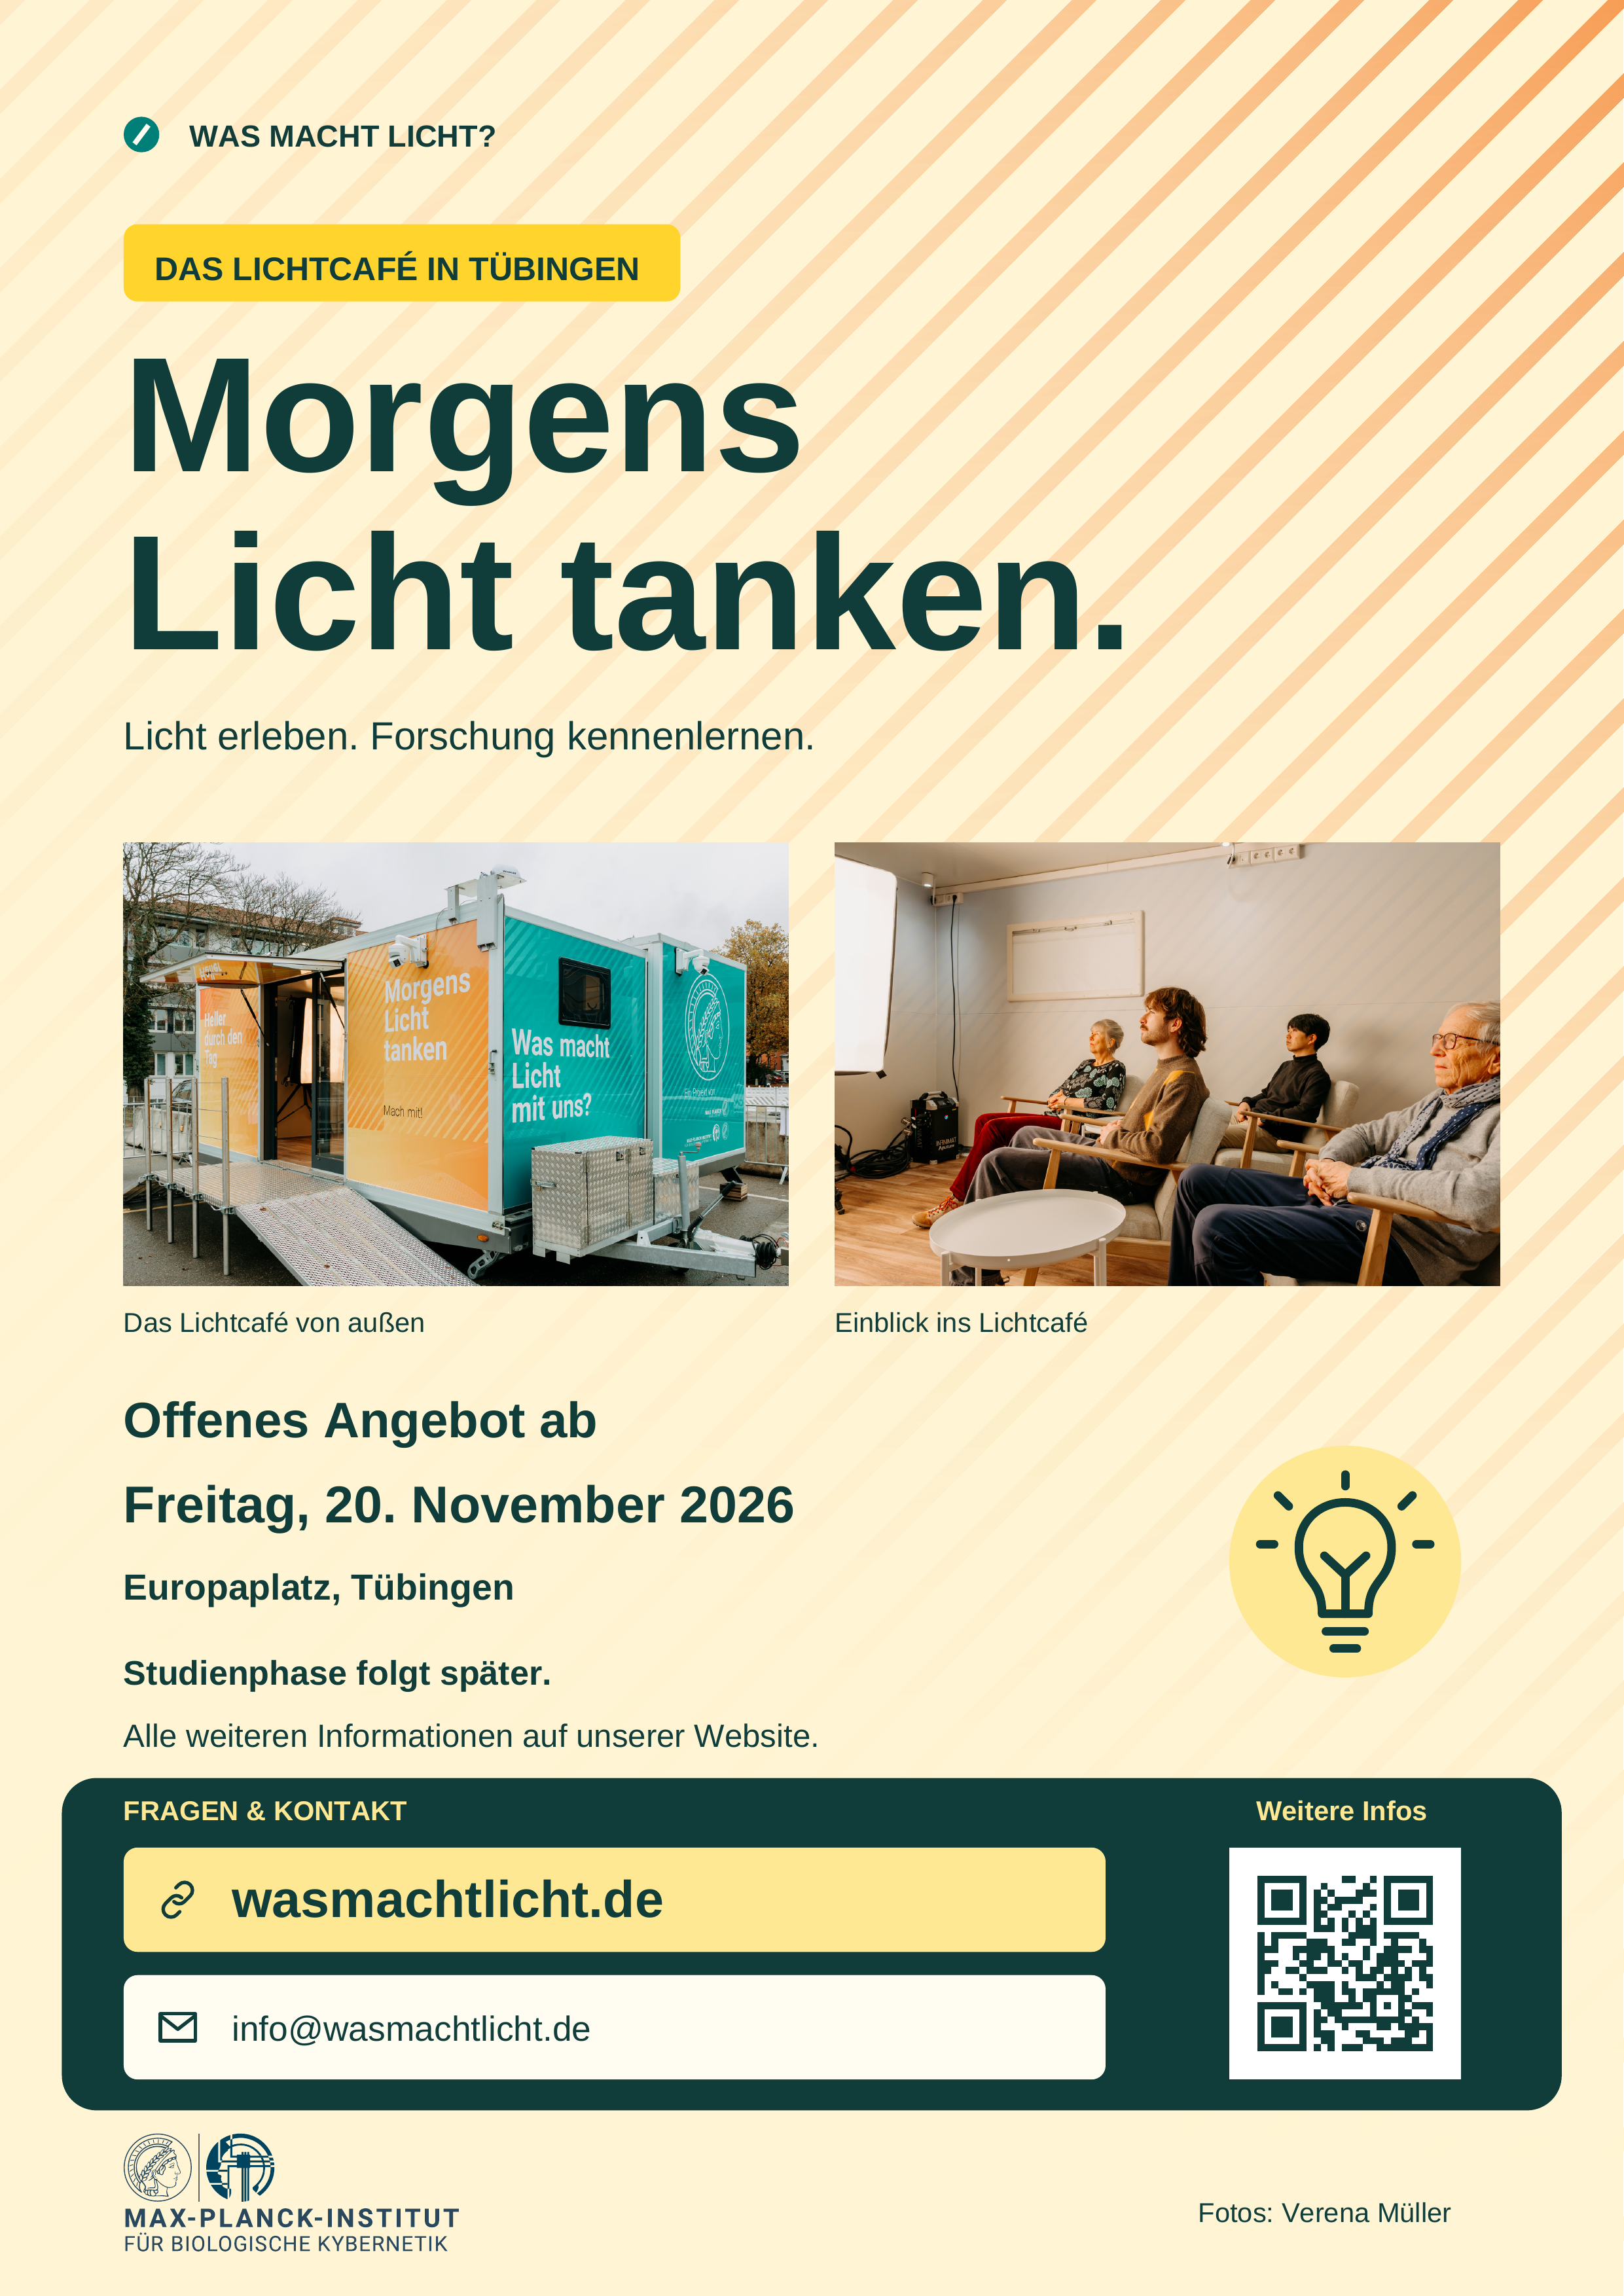 WAS MACHT LICHT?
DAS LICHTCAFÉ IN TÜBINGEN
Morgens
Licht tanken.
Licht erleben. Forschung kennenlernen.
Heller
durch den
Tag
Morgens
Licht
tanken
Mach mit!
Was macht
Licht
mit uns?
Das Lichtcafé von außen
Einblick ins Lichtcafé
Offenes Angebot ab
Freitag, 20. November 2026
Europaplatz, Tübingen
Studienphase folgt später.
Alle weiteren Informationen auf unserer Website.
FRAGEN & KONTAKT
Weitere Infos
wasmachtlicht.de
info@wasmachtlicht.de
MAX-PLANCK-INSTITUT
FÜR BIOLOGISCHE KYBERNETIK
Fotos: Verena Müller